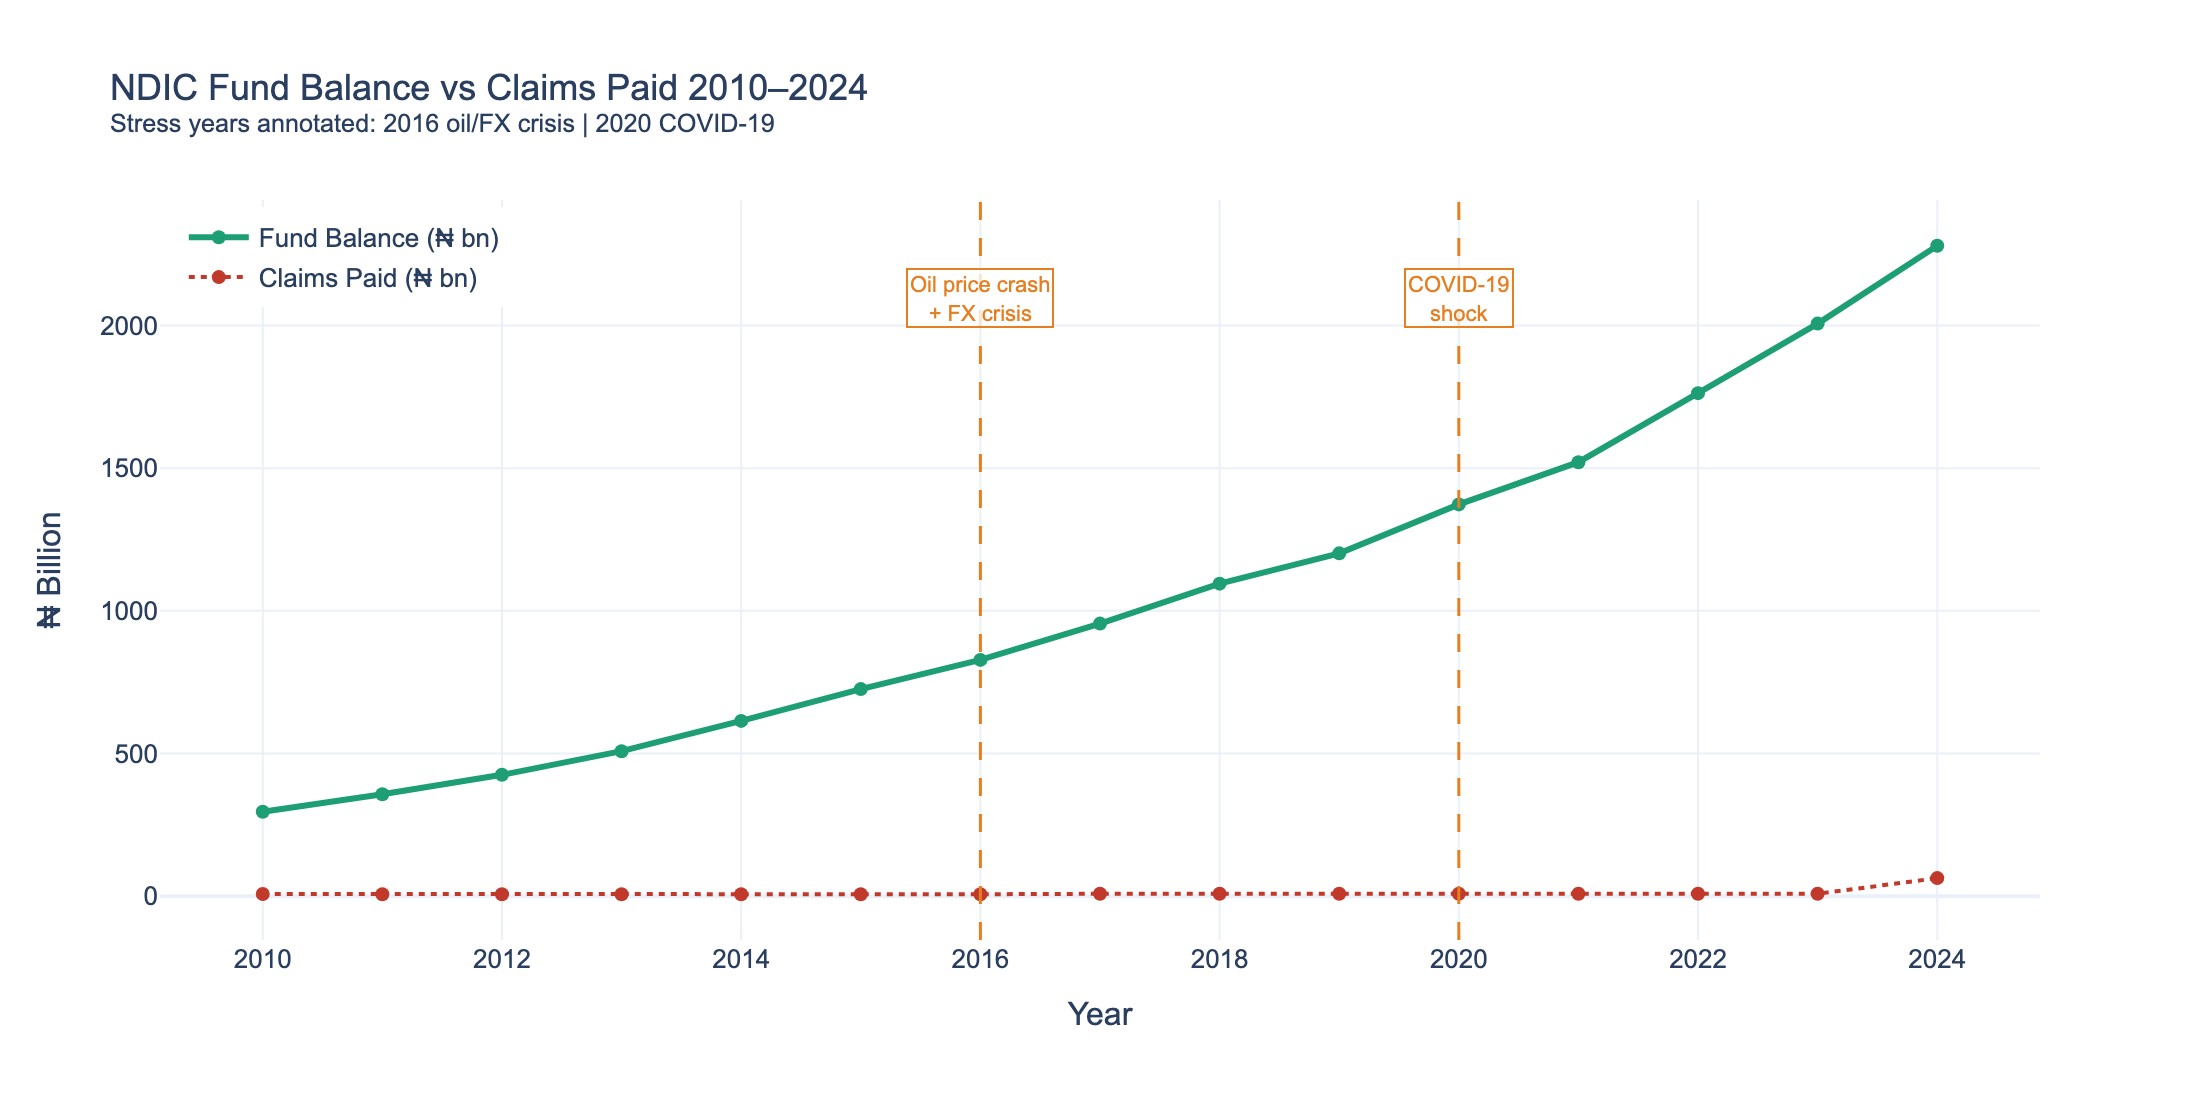 NDIC Fund Balance vs Claims Paid 2010–2024
Stress years annotated: 2016 oil/FX crisis | 2020 COVID-19
Fund Balance (₦ bn)
Claims Paid (₦ bn)
Oil price crash
+ FX crisis
COVID-19
shock
2000
1500
1000
500
0
₦ Billion
2010
2012
2014
2016
2018
2020
2022
2024
Year